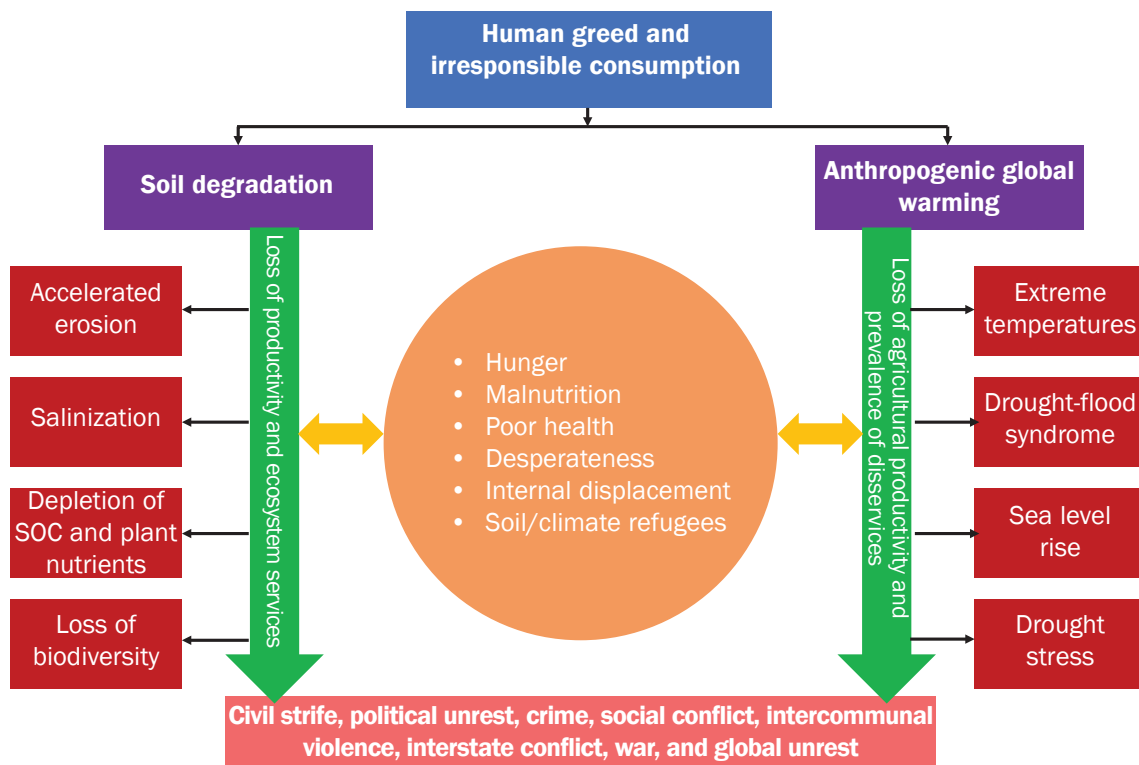 Human greed and
irresponsible consumption
Soil degradation
Anthropogenic global
warming
Loss of productivity and ecosystem services
Accelerated
erosion
Salinization
Depletion of
SOC and plant
nutrients
Loss of
biodiversity
• Hunger
• Malnutrition
• Poor health
• Desperateness
• Internal displacement
• Soil/climate refugees
Loss of agricultural productivity and
prevalence of disservices
Extreme
temperatures
Drought-flood
syndrome
Sea level
rise
Drought
stress
Civil strife, political unrest, crime, social conflict, intercommunal
violence, interstate conflict, war, and global unrest